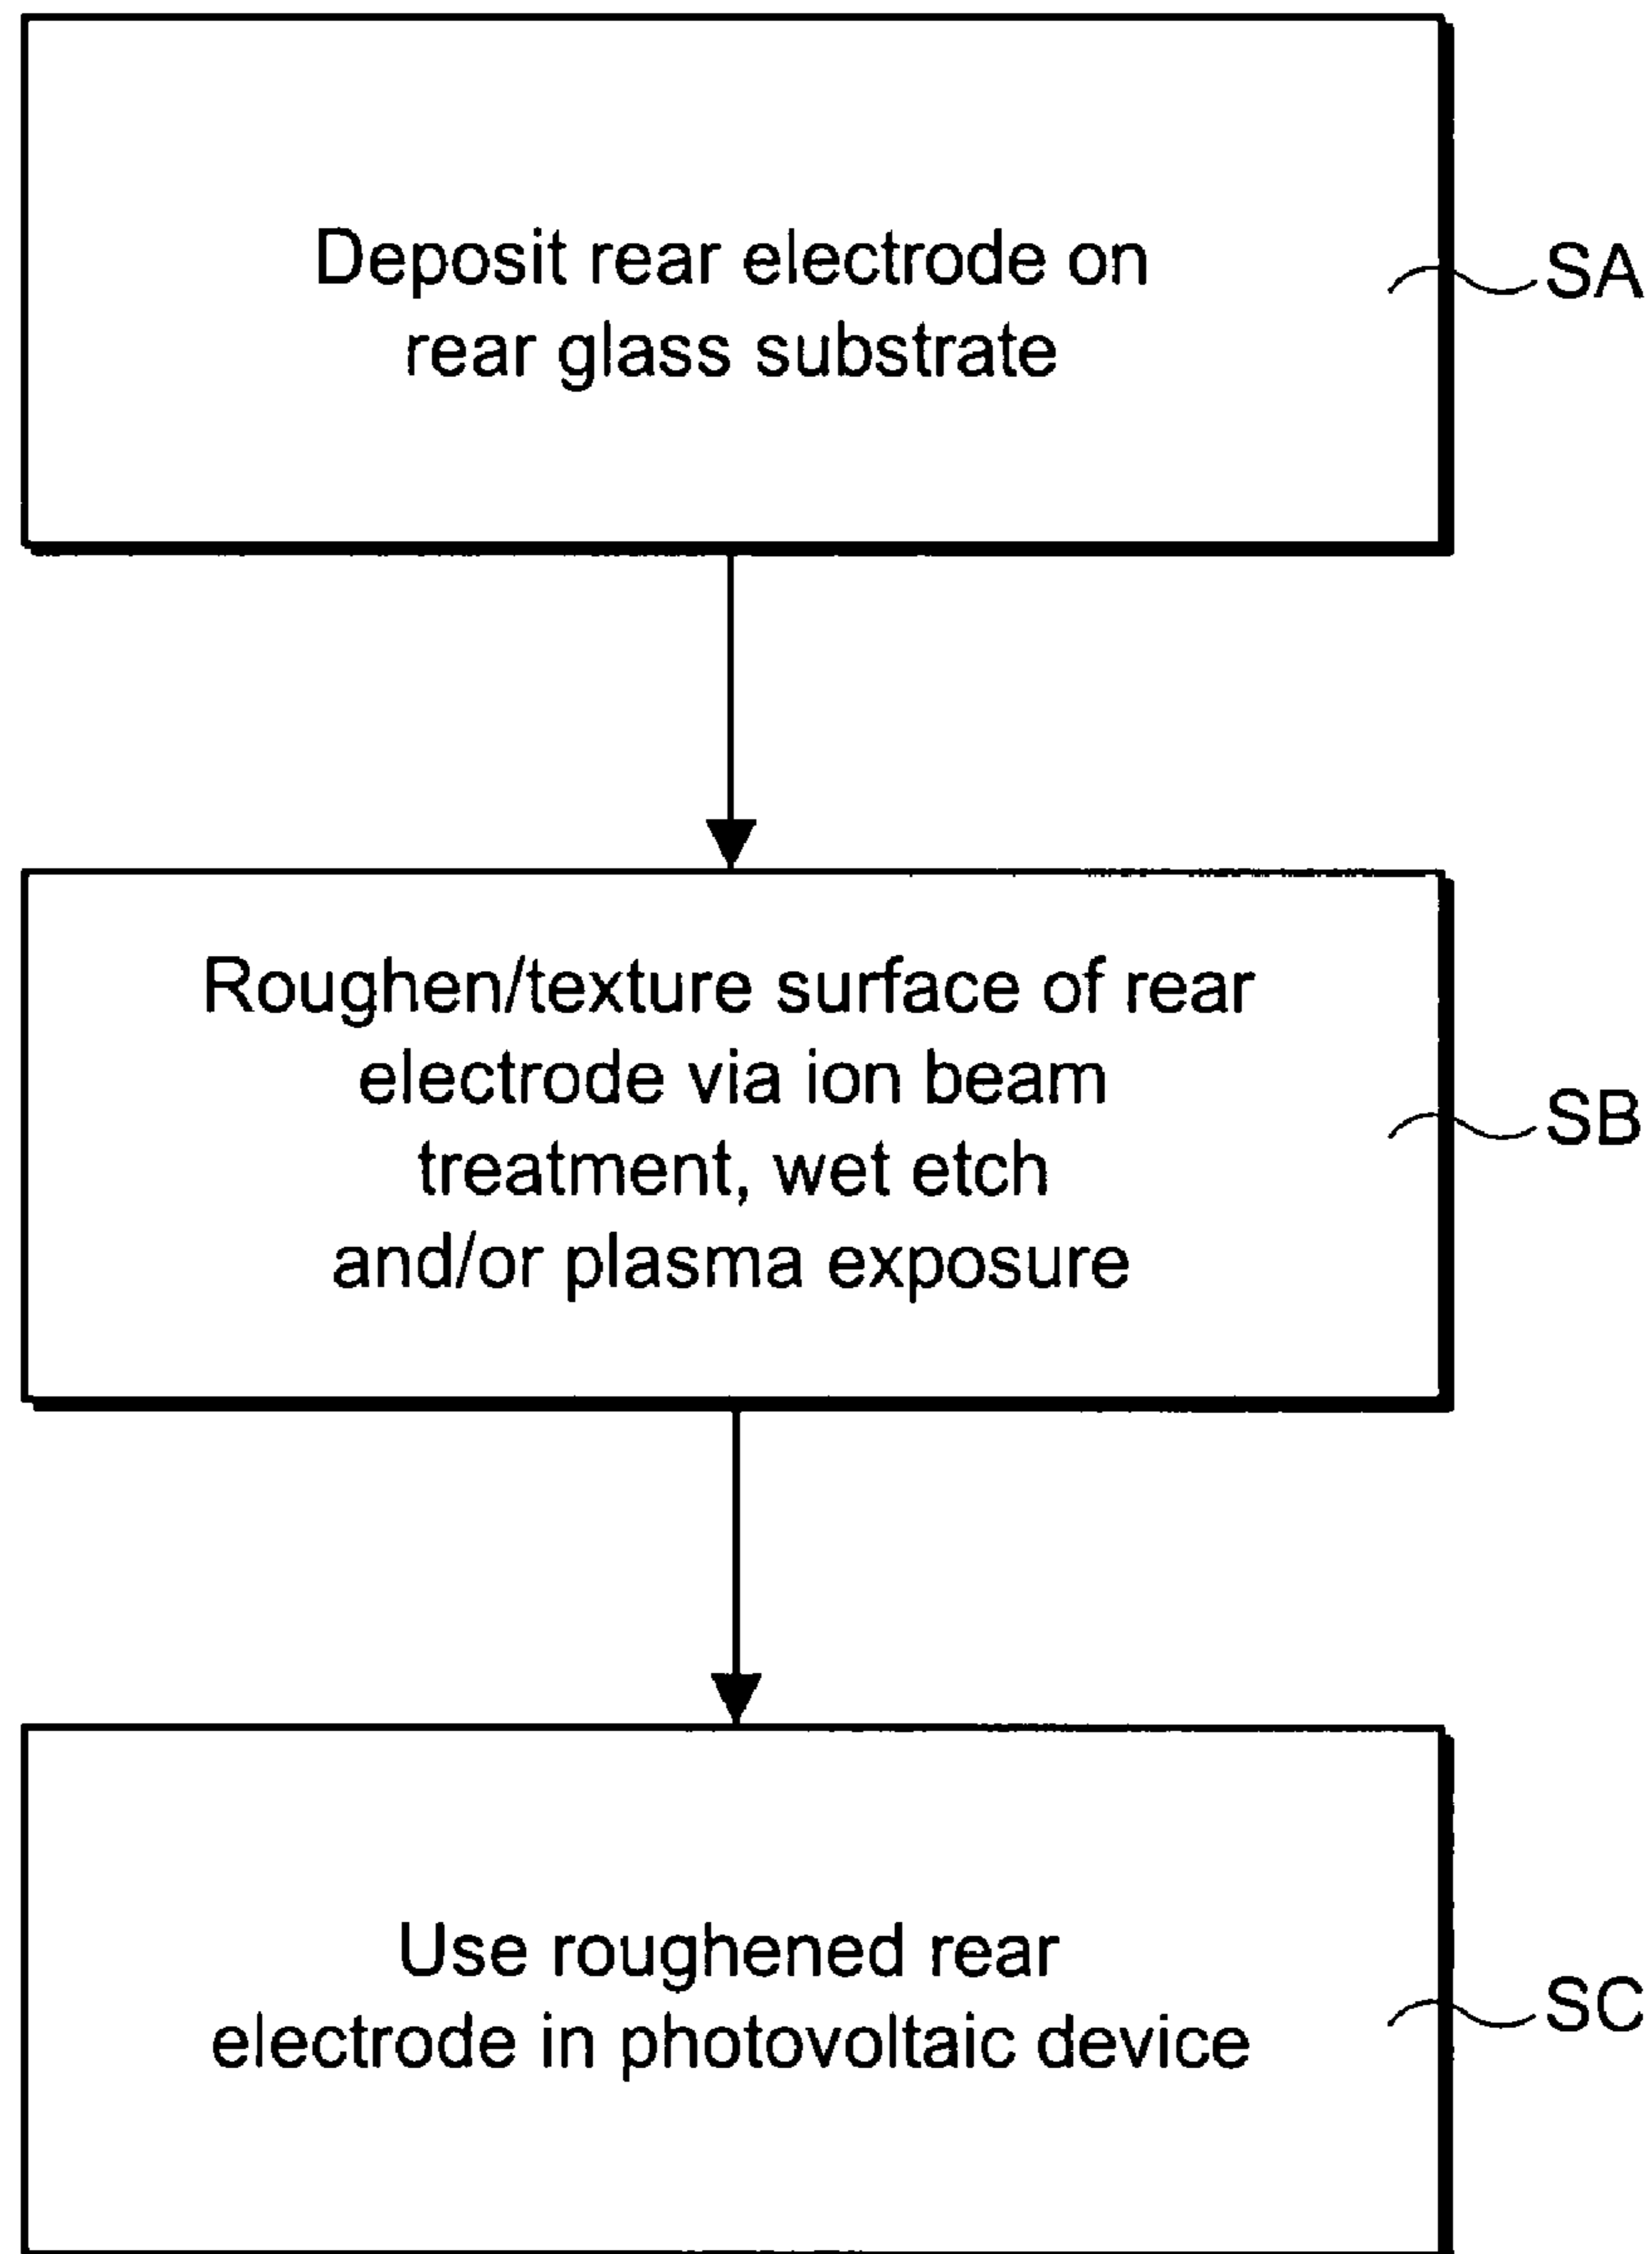 Deposit rear electrode on
rear glass substrate
SA
Roughen/texture surface of rear
electrode via ion beam
treatment, wet etch
and/or plasma exposure
SB
Use roughened rear
electrode in photovoltaic device
SC